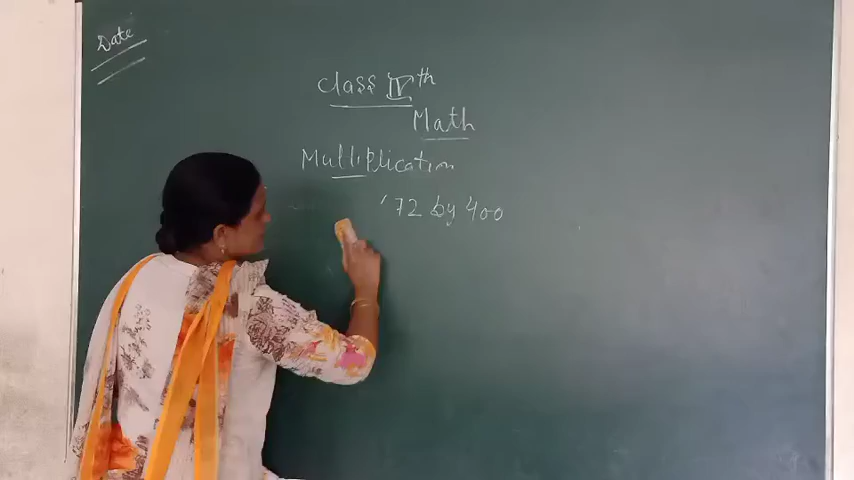 Date
Class IVth
Math
Multiplication
72 by 400